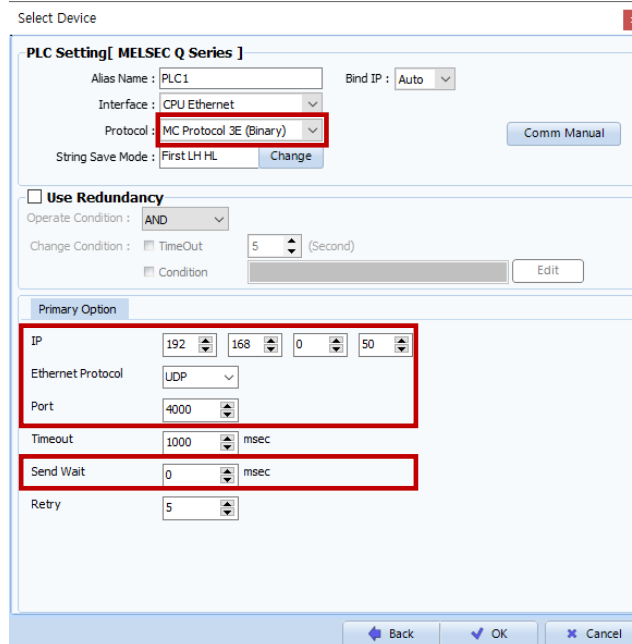 Select Device
PLC Setting[ MELSEC Q Series ]
Alias Name : PLC1 Bind IP : Auto
Interface : CPU Ethernet
Protocol : MC Protocol 3E (Binary) Comm Manual
String Save Mode : First LH HL Change
Use Redundancy
Operate Condition : AND
Change Condition : TimeOut 5 (Second)
Condition Edit
Primary Option
IP 192 168 0 50
Ethernet Protocol UDP
Port 4000
Timeout 1000 msec
Send Wait 0 msec
Retry 5
Back OK Cancel